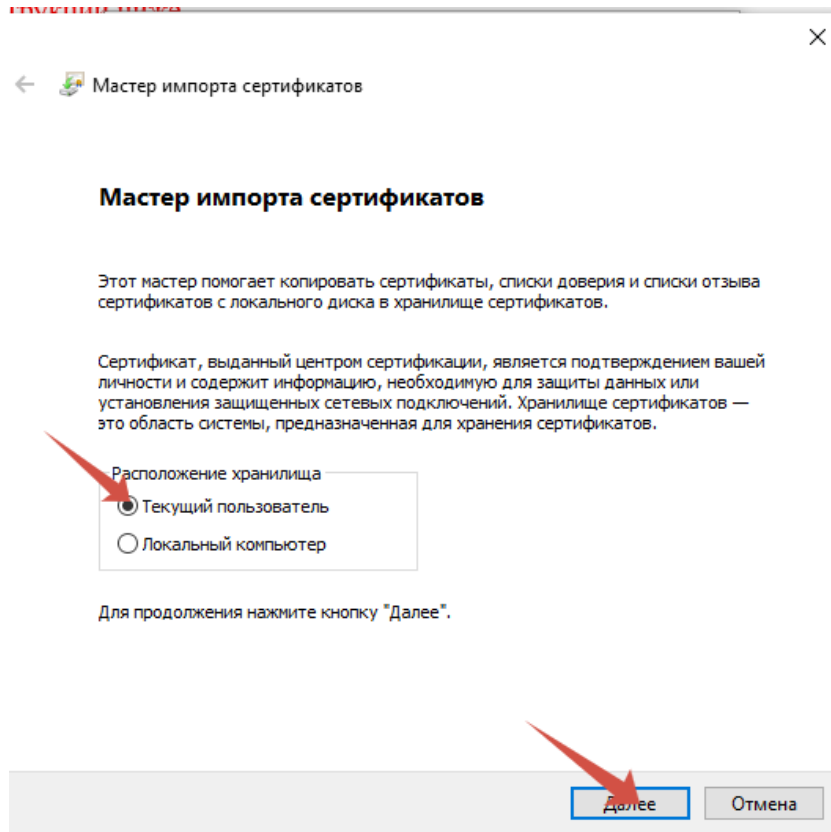 Мастер импорта сертификатов
Мастер импорта сертификатов
Этот мастер помогает копировать сертификаты, списки доверия и списки отзыва
сертификатов с локального диска в хранилище сертификатов.
Сертификат, выданный центром сертификации, является подтверждением вашей
личности и содержит информацию, необходимую для защиты данных или
установления защищенных сетевых подключений. Хранилище сертификатов —
это область системы, предназначенная для хранения сертификатов.
Расположение хранилища
Текущий пользователь
Локальный компьютер
Для продолжения нажмите кнопку "Далее".
Далее Отмена